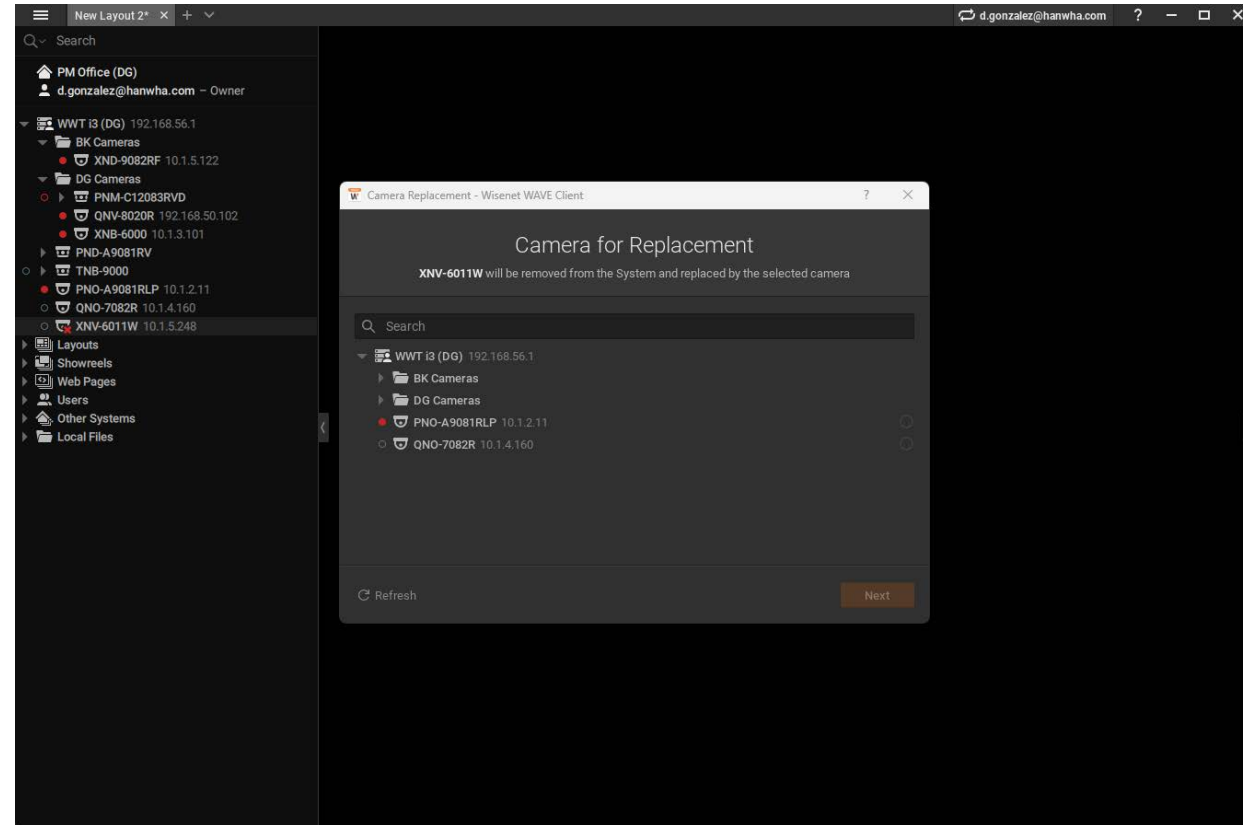 New Layout 2*
d.gonzalez@hanwha.com ?
Search
PM Office (DG)
d.gonzalez@hanwha.com – Owner
WWT i3 (DG) 192.168.56.1
BK Cameras
XND-9082RF 10.1.5.122
DG Cameras
PNM-C12083RVD
QNV-8020R 192.168.50.102
XNB-6000 10.1.3.101
PND-A9081RV
TNB-9000
PNO-A9081RLP 10.1.2.11
QNO-7082R 10.1.4.160
XNV-6011W 10.1.5.248
Layouts
Showreels
Web Pages
Users
Other Systems
Local Files
W Camera Replacement - Wisenet WAVE Client ?
Camera for Replacement
XNV-6011W will be removed from the System and replaced by the selected camera
Search
WWT i3 (DG) 192.168.56.1
BK Cameras
DG Cameras
PNO-A9081RLP 10.1.2.11
QNO-7082R 10.1.4.160
Refresh
Next